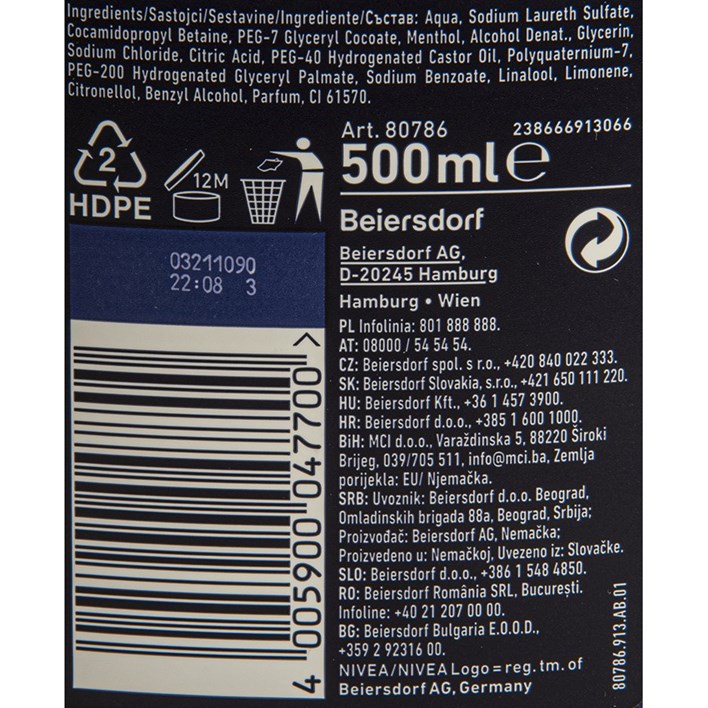 Ingredients/Sastojci/Sestavine/Ingrediente/Състав: Aqua, Sodium Laureth Sulfate,
Cocamidopropyl Betaine, PEG-7 Glyceryl Cocoate, Menthol, Alcohol Denat., Glycerin,
Sodium Chloride, Citric Acid, PEG-40 Hydrogenated Castor Oil, Polyquaternium-7,
PEG-200 Hydrogenated Glyceryl Palmate, Sodium Benzoate, Linalool, Limonene,
Citronellol, Benzyl Alcohol, Parfum, CI 61570.
2
HDPE
12M
Art. 80786 238666913066
500ml e
Beiersdorf
Beiersdorf AG,
D-20245 Hamburg
Hamburg • Wien
03211090
22:08 3
PL Infolinia: 801 888 888.
AT: 08000 / 54 54 54.
CZ: Beiersdorf spol. s r.o., +420 840 022 333.
SK: Beiersdorf Slovakia, s.r.o., +421 650 111 220.
HU: Beiersdorf Kft., +36 1 457 3900.
HR: Beiersdorf d.o.o., +385 1 600 1000.
BiH: MCI d.o.o., Varaždinska 5, 88220 Široki
Brijeg, 039/705 511, info@mci.ba, Zemlja
porijekla: EU/ Njemačka.
SRB: Uvoznik: Beiersdorf d.o.o. Beograd,
Omladinskih brigada 88a, Beograd, Srbija;
Proizvođač: Beiersdorf AG, Nemačka;
Proizvedeno u: Nemačkoj, Uvezeno iz: Slovačke.
SLO: Beiersdorf d.o.o., +386 1 548 4850.
RO: Beiersdorf România SRL, București.
Infoline: +40 21 207 00 00.
BG: Beiersdorf Bulgaria E.O.O.D.,
+359 2 92316 00.
NIVEA/NIVEA Logo = reg. tm. of
Beiersdorf AG, Germany
4 005900 047700 >
80786.913.AB.01